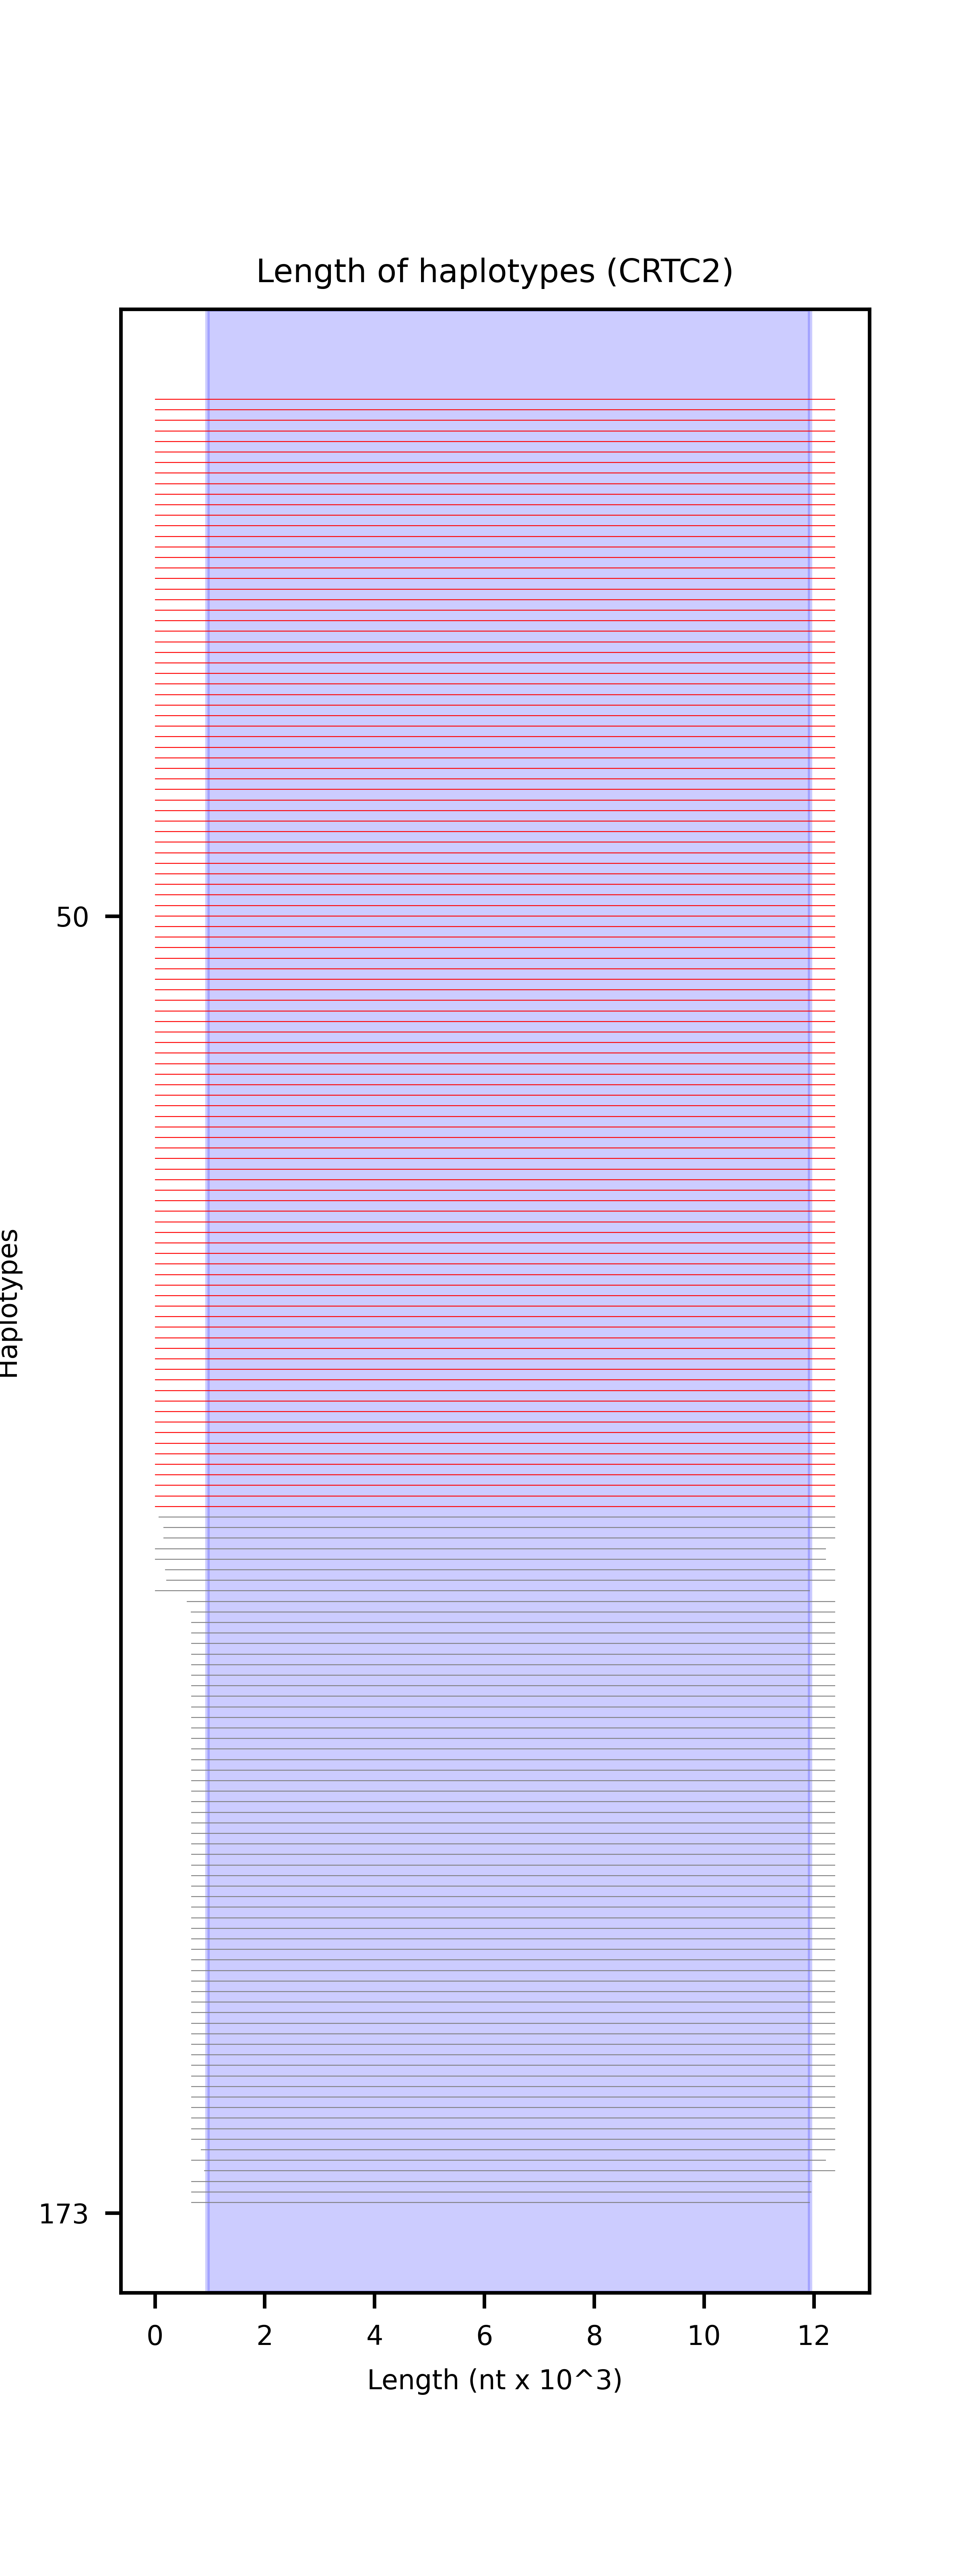 Length of haplotypes (CRTC2)
50
Haplotypes
173
0 2 4 6 8 10 12
Length (nt x 10^3)